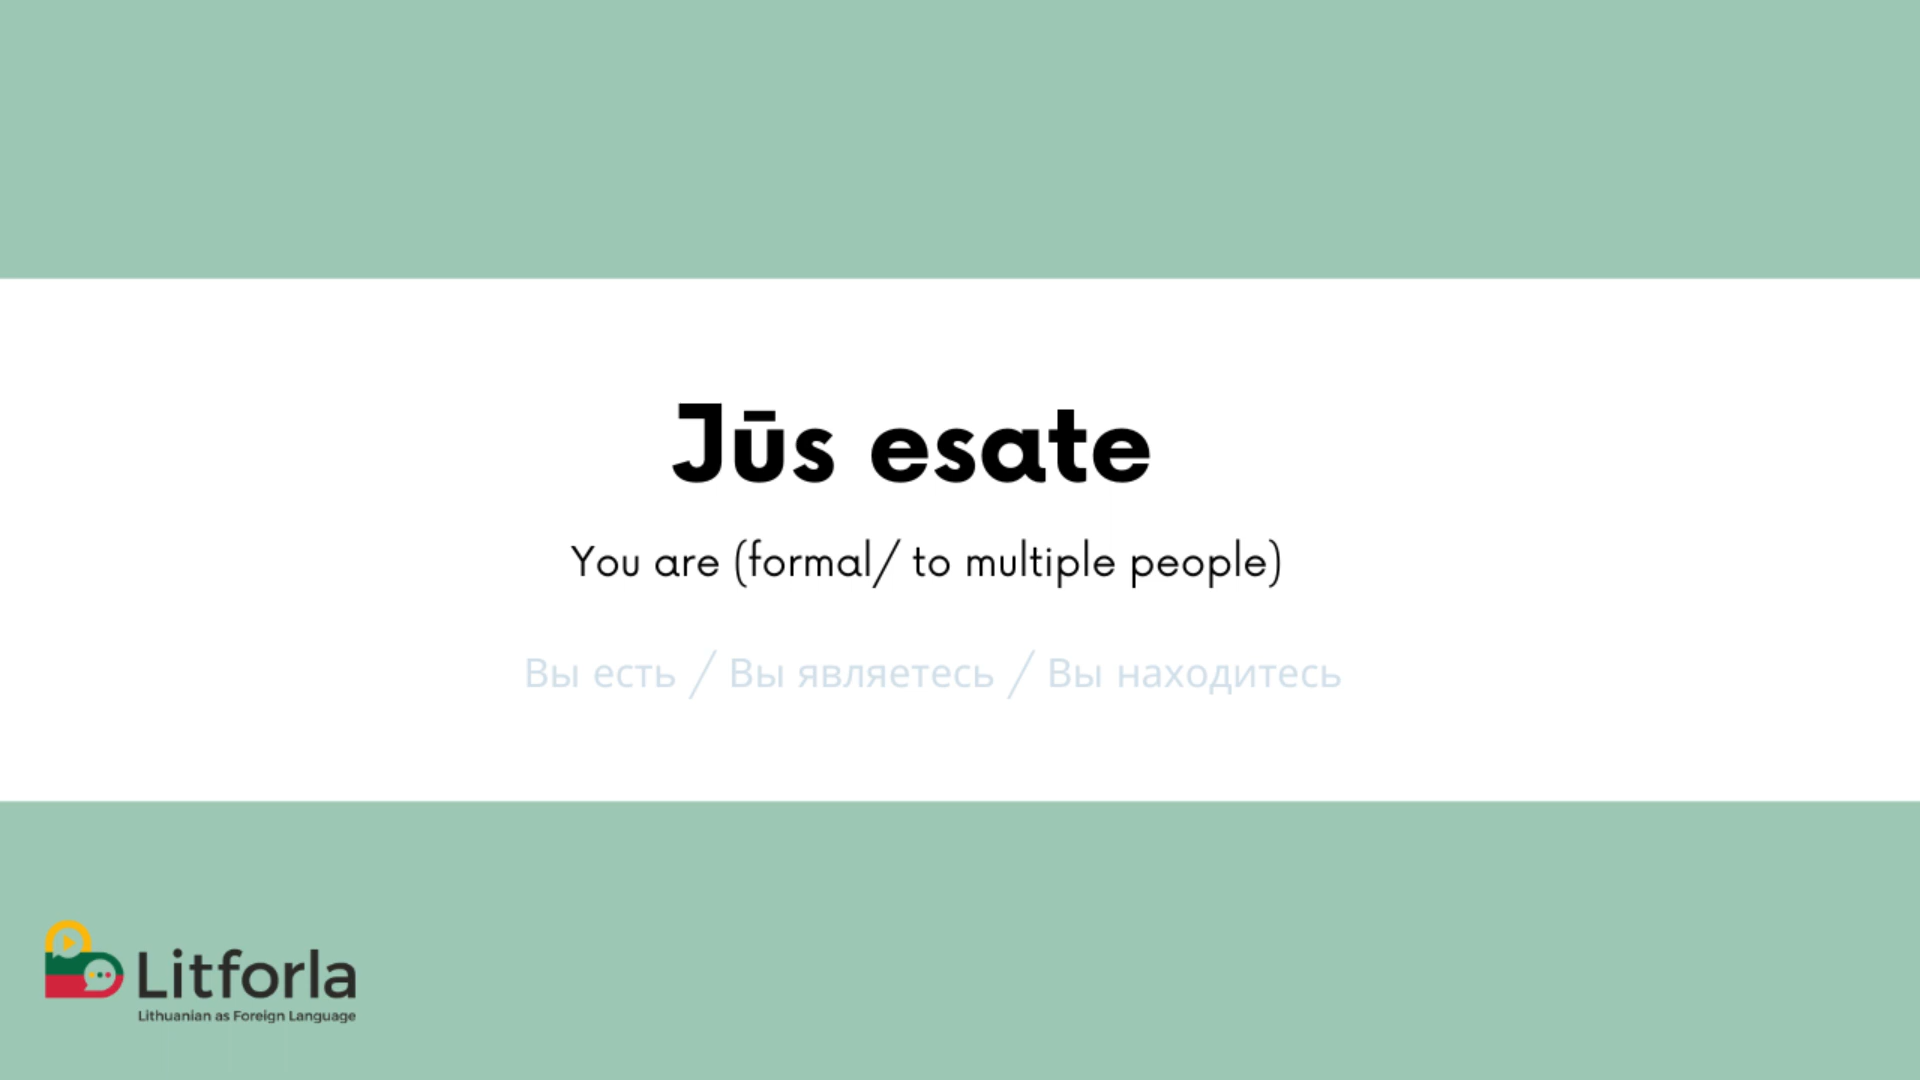 Jūs esate
You are (formal/ to multiple people)
Вы есть / Вы являетесь / Вы находитесь
Litforla
Lithuanian as Foreign Language